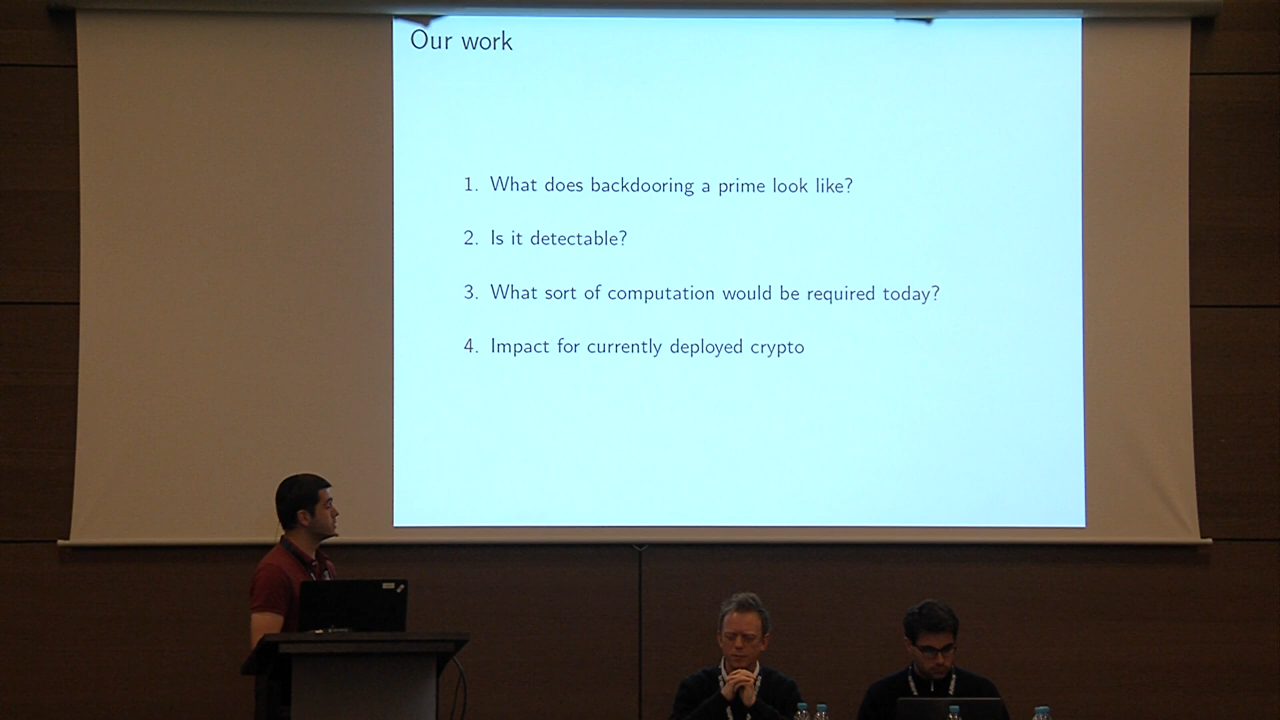 Our work
1. What does backdooring a prime look like?
2. Is it detectable?
3. What sort of computation would be required today?
4. Impact for currently deployed crypto